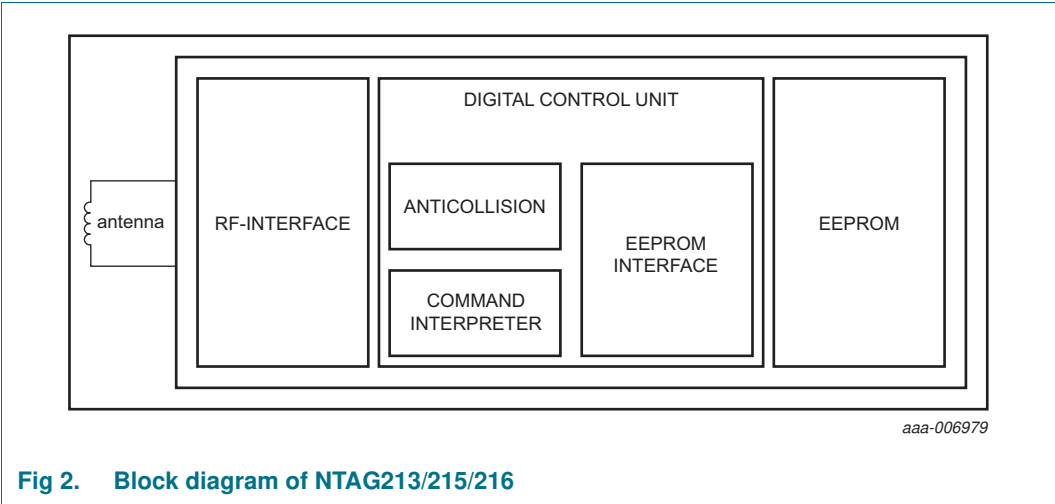 DIGITAL CONTROL UNIT
antenna
RF-INTERFACE
ANTICOLLISION
COMMAND
INTERPRETER
EEPROM
INTERFACE
EEPROM
aaa-006979
Fig 2. Block diagram of NTAG213/215/216